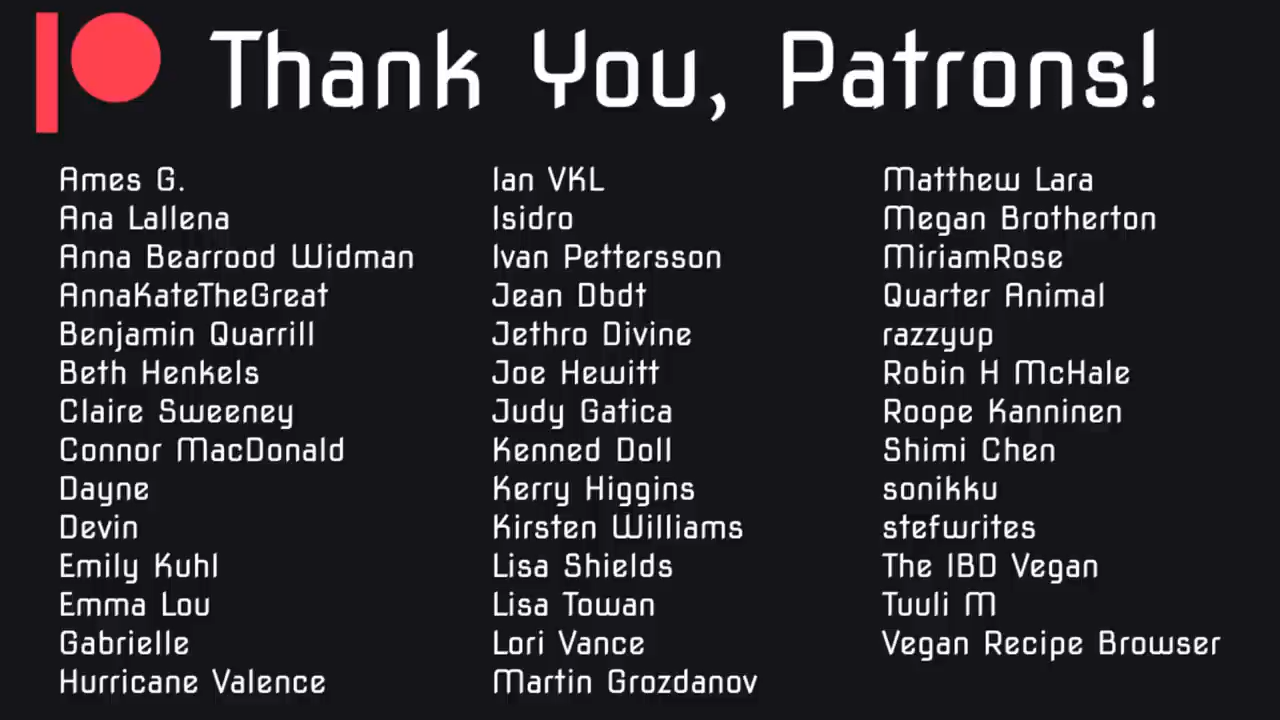 Thank You, Patrons!
Ames G.
Ana Lallena
Anna Bearrood Widman
AnnaKateTheGreat
Benjamin Quarrill
Beth Henkels
Claire Sweeney
Connor MacDonald
Dayne
Devin
Emily Kuhl
Emma Lou
Gabrielle
Hurricane Valence
Ian VKL
Isidro
Ivan Pettersson
Jean Dbdt
Jethro Divine
Joe Hewitt
Judy Gatica
Kenned Doll
Kerry Higgins
Kirsten Williams
Lisa Shields
Lisa Towan
Lori Vance
Martin Grozdanov
Matthew Lara
Megan Brotherton
MiriamRose
Quarter Animal
razzyup
Robin H McHale
Roope Kanninen
Shimi Chen
sonikku
stefwrites
The IBD Vegan
Tuuli M
Vegan Recipe Browser